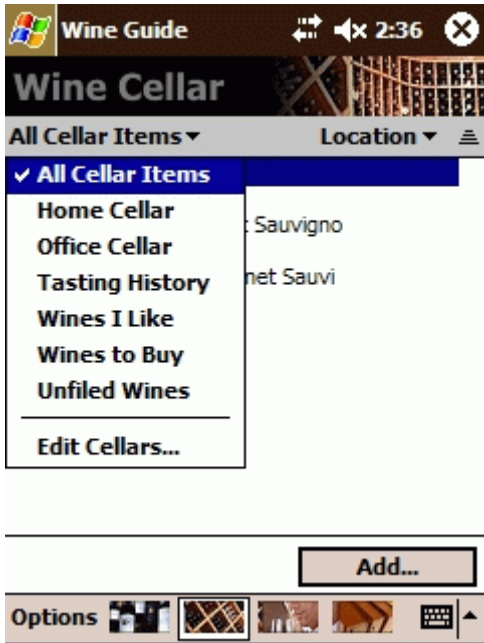 Wine Guide 2:36
Wine Cellar
All Cellar Items Location
All Cellar Items
Home Cellar
Office Cellar
Sauvigno
Tasting History
net Sauvi
Wines I Like
Wines to Buy
Unfiled Wines
Edit Cellars...
Add...
Options